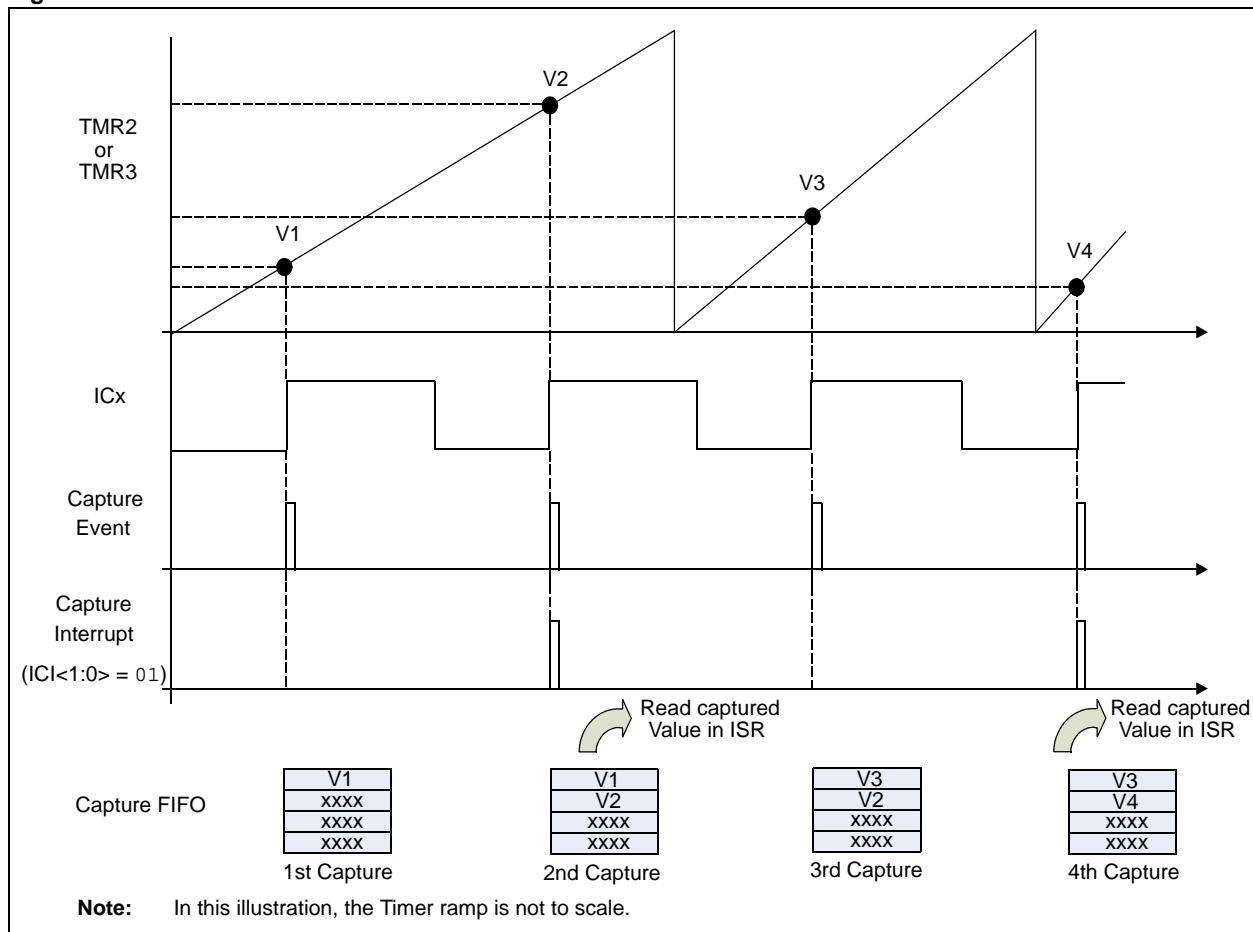 V2
TMR2
or
TMR3
V3
V1
V4
ICx
Capture
Event
Capture
Interrupt
(ICI<1:0> = 01)
Read captured
Value in ISR
Read captured
Value in ISR
Capture FIFO
V1
xxxx
xxxx
xxxx
1st Capture
V1
V2
xxxx
xxxx
2nd Capture
V3
V2
xxxx
xxxx
3rd Capture
V3
V4
xxxx
xxxx
4th Capture
Note: In this illustration, the Timer ramp is not to scale.